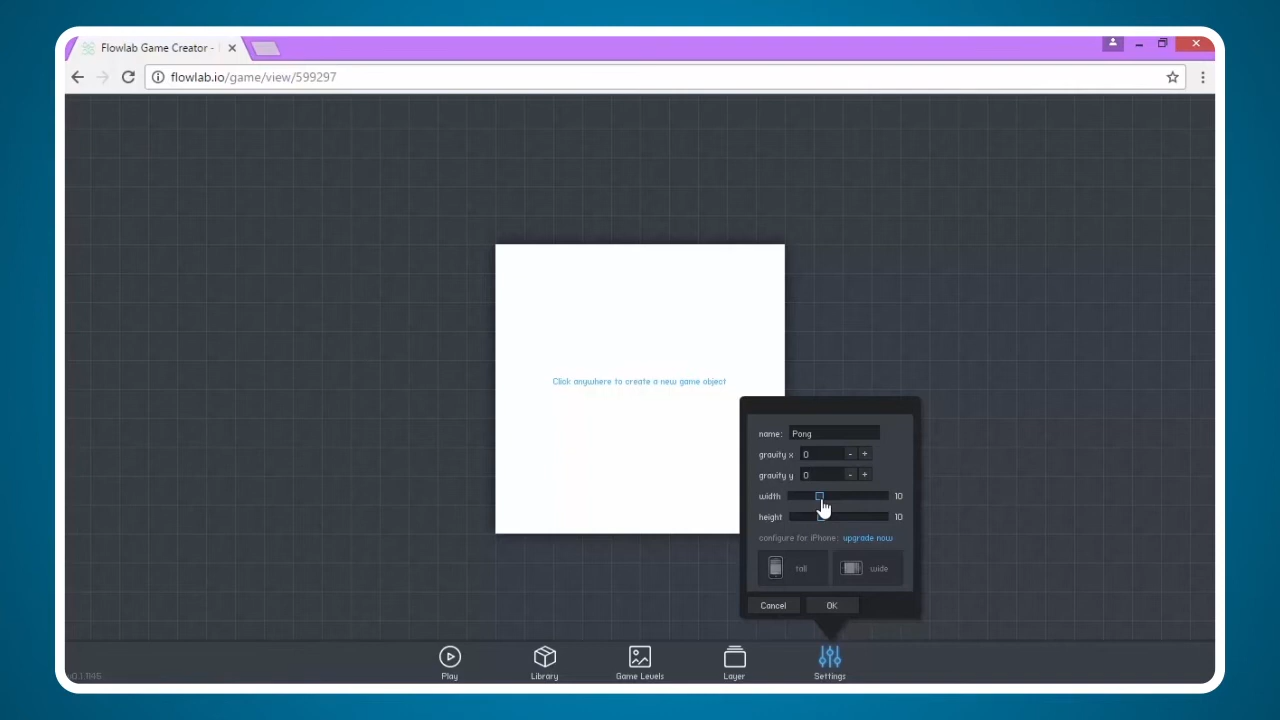 Flowlab Game Creator -
flowlab.io/game/view/599297
Click anywhere to create a new game object
name: Pong
gravity x 0 - +
gravity y 0 - +
width 10
height 10
configure for iPhone: upgrade now
tall wide
Cancel OK
Play Library Game Levels Layer Settings